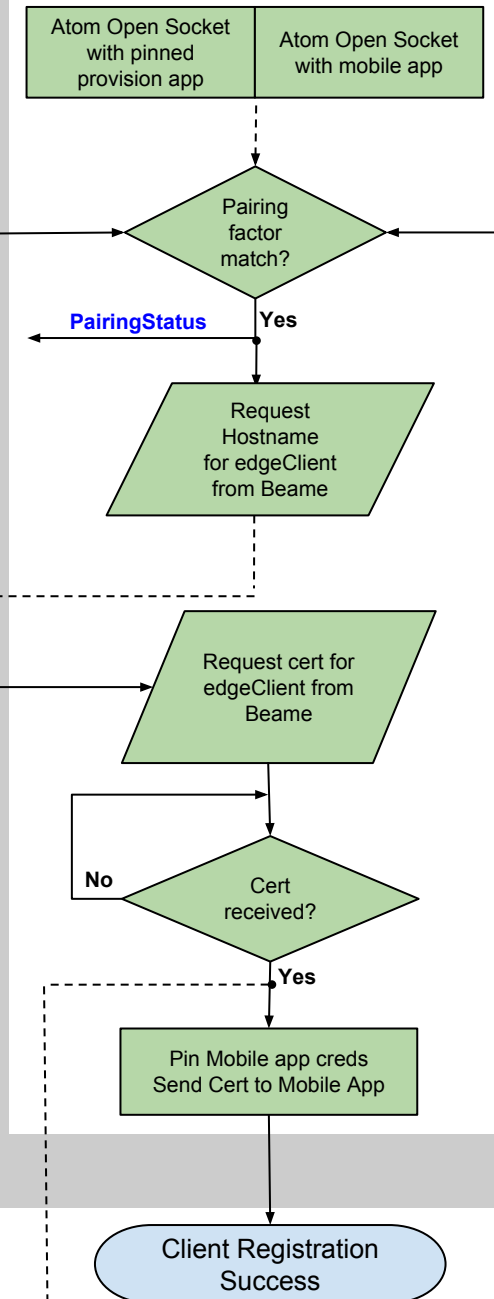 Atom Open Socket
with pinned
provision app
Atom Open Socket
with mobile app
Pairing
factor
match?
PairingStatus
Yes
Request
Hostname
for edgeClient
from Beame
Request cert for
edgeClient from
Beame
No
Cert
received?
Yes
Pin Mobile app creds
Send Cert to Mobile App
Client Registration
Success